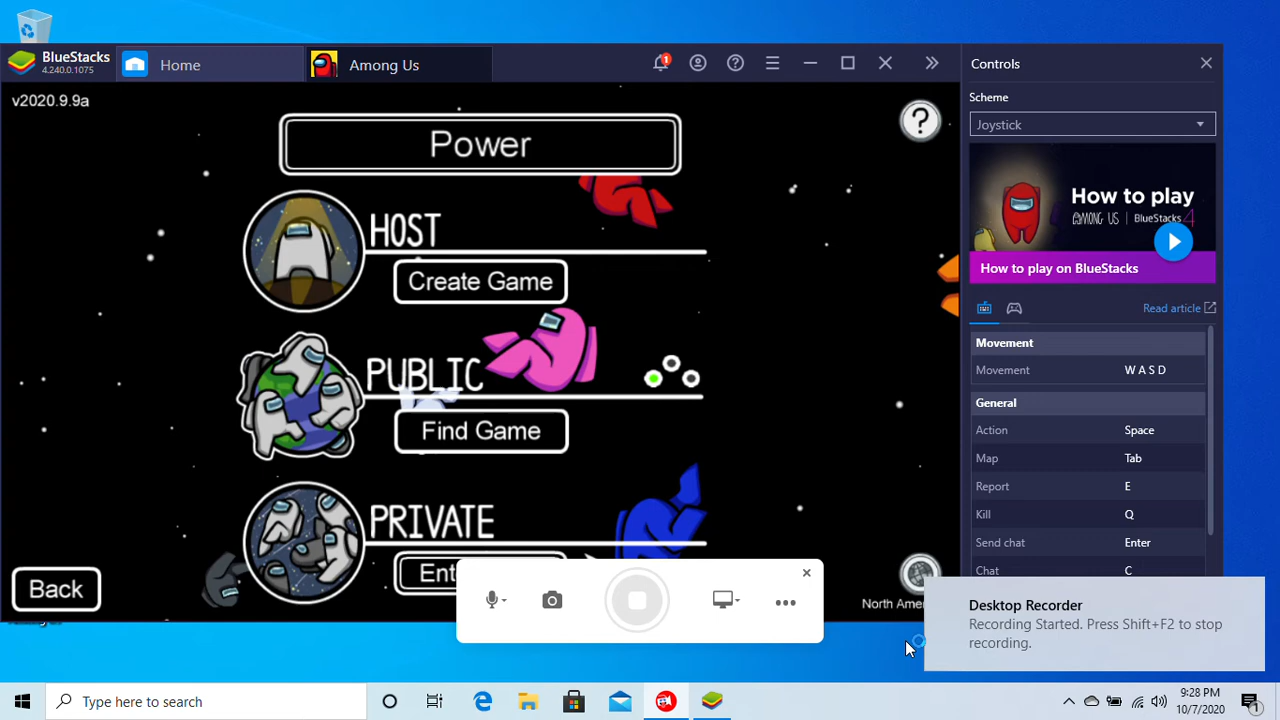 BlueStacks
4.240.0.1075
Home
Among Us
1
v2020.9.9a
Power
?
HOST
Create Game
PUBLIC
Find Game
PRIVATE
Back
Controls
Scheme
Joystick
How to play
AMONG US | BlueStacks 4
How to play on BlueStacks
Read article
Movement
Movement W A S D
General
Action Space
Map Tab
Report E
Kill Q
Send chat Enter
Chat C
Desktop Recorder
Recording Started. Press Shift+F2 to stop
recording.
Type here to search
9:28 PM
10/7/2020
1